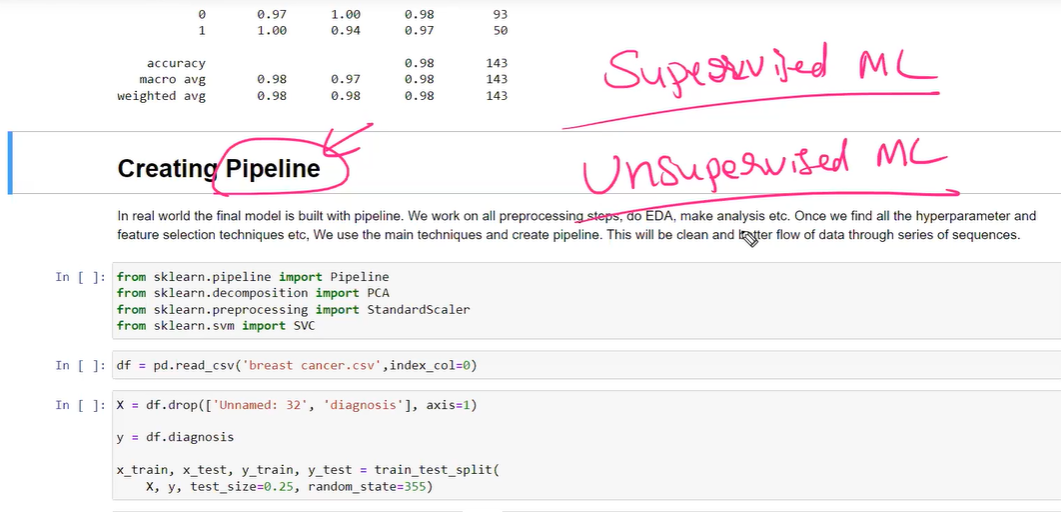 0 0.97 1.00 0.98 93
1 1.00 0.94 0.97 50
accuracy 0.98 143
macro avg 0.98 0.97 0.98 143
weighted avg 0.98 0.98 0.98 143
Supervised ML
Unsupervised ML
Creating Pipeline
In real world the final model is built with pipeline. We work on all preprocessing steps, do EDA, make analysis etc. Once we find all the hyperparameter and
feature selection techniques etc, We use the main techniques and create pipeline. This will be clean and better flow of data through series of sequences.
In [ ]: from sklearn.pipeline import Pipeline
from sklearn.decomposition import PCA
from sklearn.preprocessing import StandardScaler
from sklearn.svm import SVC
In [ ]: df = pd.read_csv('breast cancer.csv',index_col=0)
In [ ]: X = df.drop(['Unnamed: 32', 'diagnosis'], axis=1)
y = df.diagnosis
x_train, x_test, y_train, y_test = train_test_split(
X, y, test_size=0.25, random_state=355)